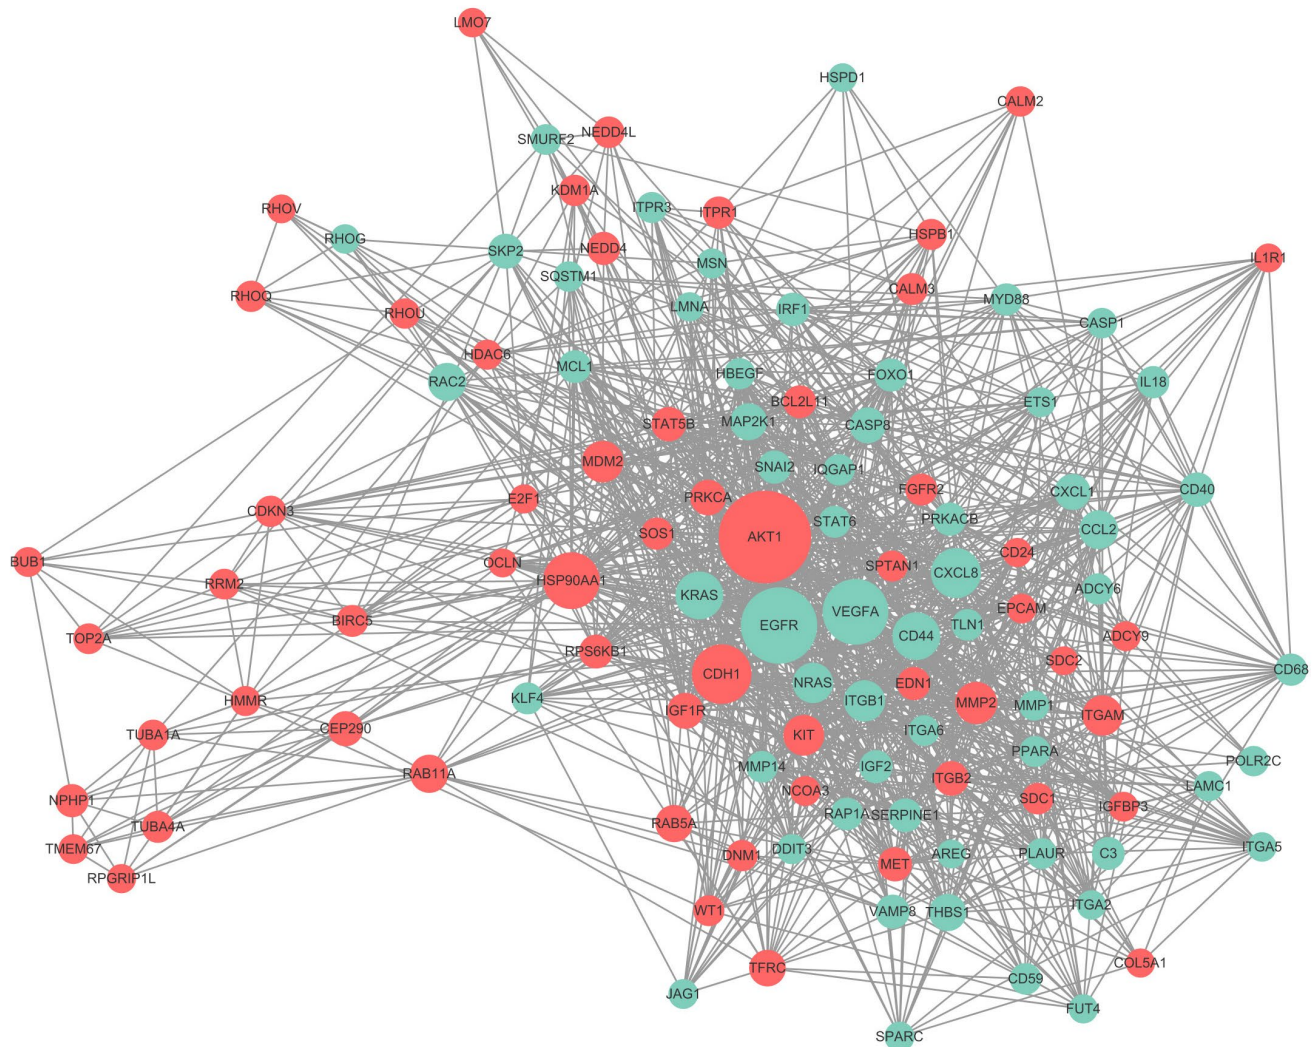 LMO7
HSPD1
CALM2
SMURF2
NEDD4L
KDM1A
RHOV
ITPR3
ITPR1
RHOG
HSPB1
SKP2
NEDD4
IL1R1
MSN
SQSTM1
RHOQ
CALM3
MYD88
LMNA
IRF1
RHOU
CASP1
HDAC6
MCL1
RAC2
HBEGF
FOXO1
IL18
BCL2L11
ETS1
STAT5B
MAP2K1
CASP8
MDM2
SNAI2
IQGAP1
FGFR2
CXCL1
CD40
E2F1
PRKCA
CDKN3
STAT6
PRKACB
CCL2
SOS1
AKT1
CD24
BUB1
OCLN
SPTAN1
CXCL8
HSP90AA1
RRM2
ADCY6
KRAS
EPCAM
VEGFA
BIRC5
EGFR
TLN1
TOP2A
CD44
ADCY9
RPS6KB1
SDC2
CD68
CDH1
NRAS
EDN1
KLF4
HMMR
ITGB1
MMP2
MMP1
IGF1R
ITGAM
CEP290
TUBA1A
KIT
ITGA6
PPARA
POLR2C
MMP14
IGF2
RAB11A
ITGB2
LAMC1
NCOA3
SDC1
NPHP1
IGFBP3
RAP1A
SERPINE1
RAB5A
TUBA4A
TMEM67
DDIT3
ITGA5
DNM1
AREG
PLAUR
C3
MET
RPGRIP1L
ITGA2
WT1
VAMP8
THBS1
COL5A1
TFRC
CD59
JAG1
FUT4
SPARC